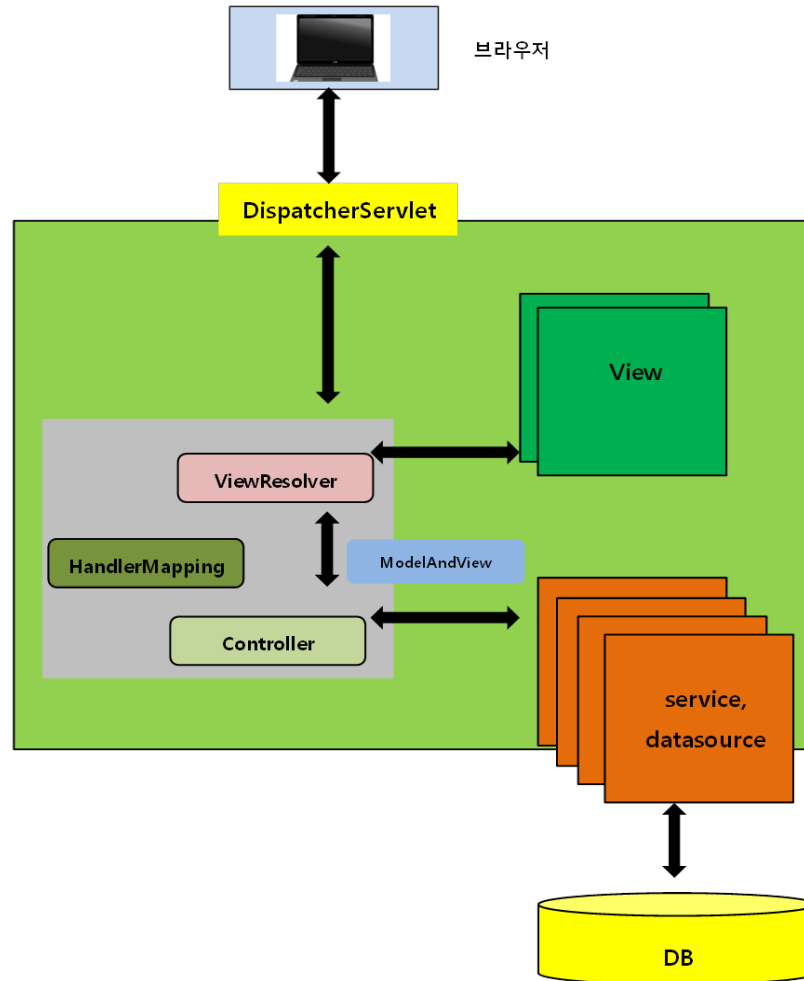 브라우저
DispatcherServlet
View
ViewResolver
HandlerMapping
ModelAndView
Controller
service,
datasource
DB